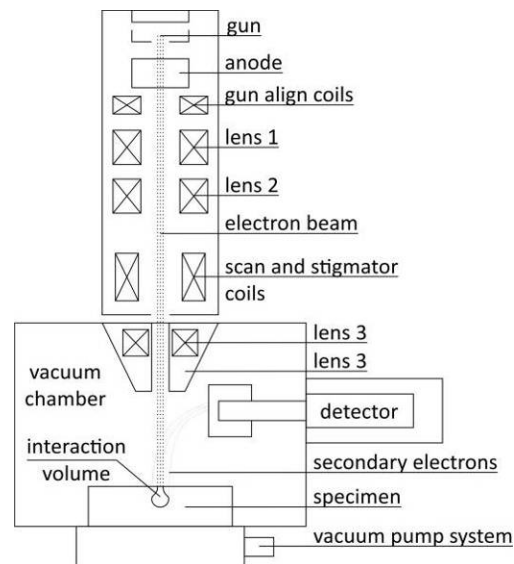 gun
anode
gun align coils
lens 1
lens 2
electron beam
scan and stigmator
coils
lens 3
lens 3
vacuum
chamber
detector
interaction
volume
secondary electrons
specimen
vacuum pump system